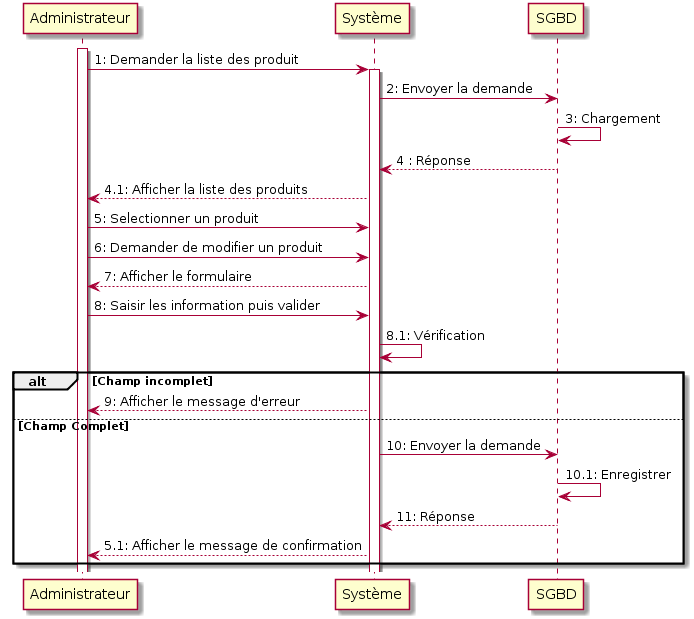 Administrateur Système SGBD
1: Demander la liste des produit
2: Envoyer la demande
3: Chargement
4 : Réponse
4.1: Afficher la liste des produits
5: Selectionner un produit
6: Demander de modifier un produit
7: Afficher le formulaire
8: Saisir les information puis valider
8.1: Vérification
alt [Champ incomplet]
9: Afficher le message d'erreur
[Champ Complet]
10: Envoyer la demande
10.1: Enregistrer
11: Réponse
5.1: Afficher le message de confirmation
Administrateur Système SGBD